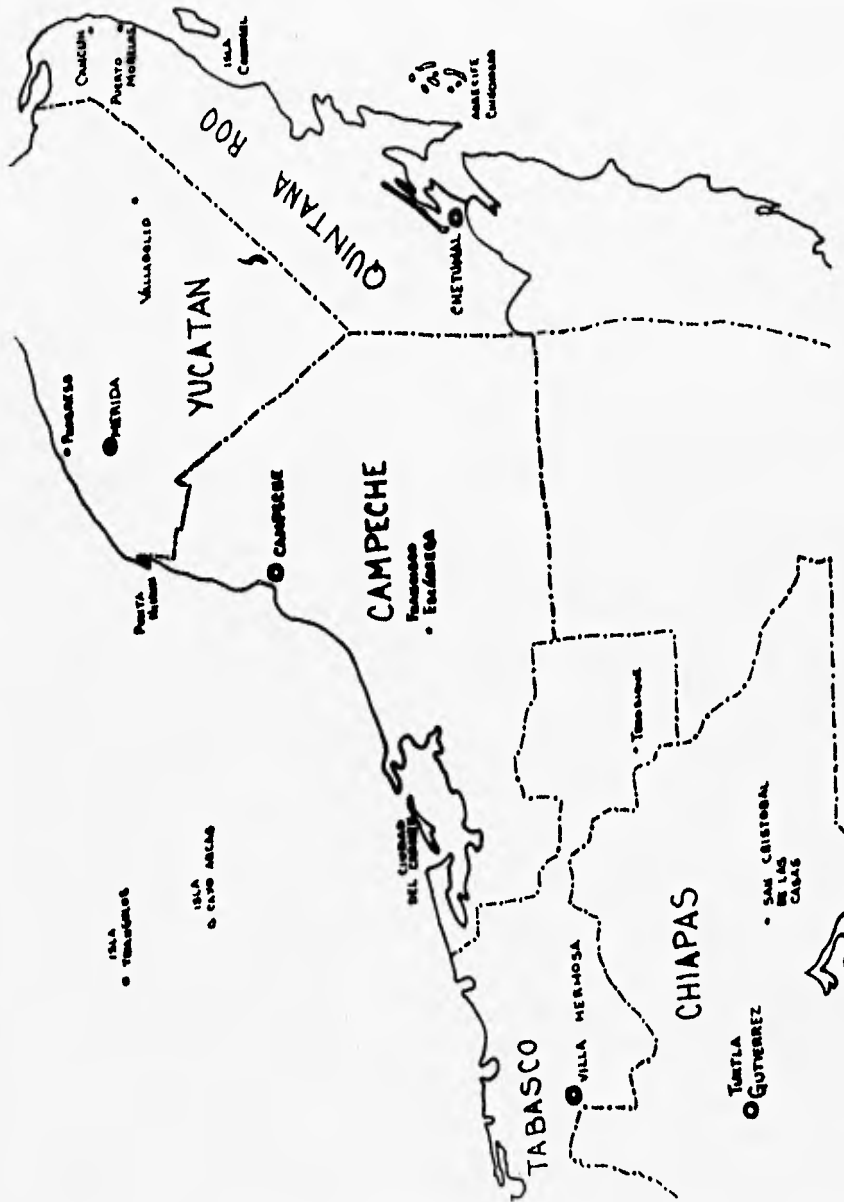 CANCUN
PUERTO
MORELOS
ISLA
COZUMEL
QUINTANA ROO
VALLADOLID
YUCATAN
PROGRESO
MERIDA
ARRECIFE
CHINCHORRO
CHETUMAL
PUNTA
CAMPECHE
CAMPECHE
FRANCISCO
ESCÁRCEGA
CIUDAD
DEL CARMEN
TENOSIQUE
ISLA
TRIANGULOS
ISLA
CAYO ARCAS
SAN CRISTOBAL
DE LAS
CASAS
CHIAPAS
VILLA HERMOSA
TABASCO
TUXTLA
GUTIERREZ